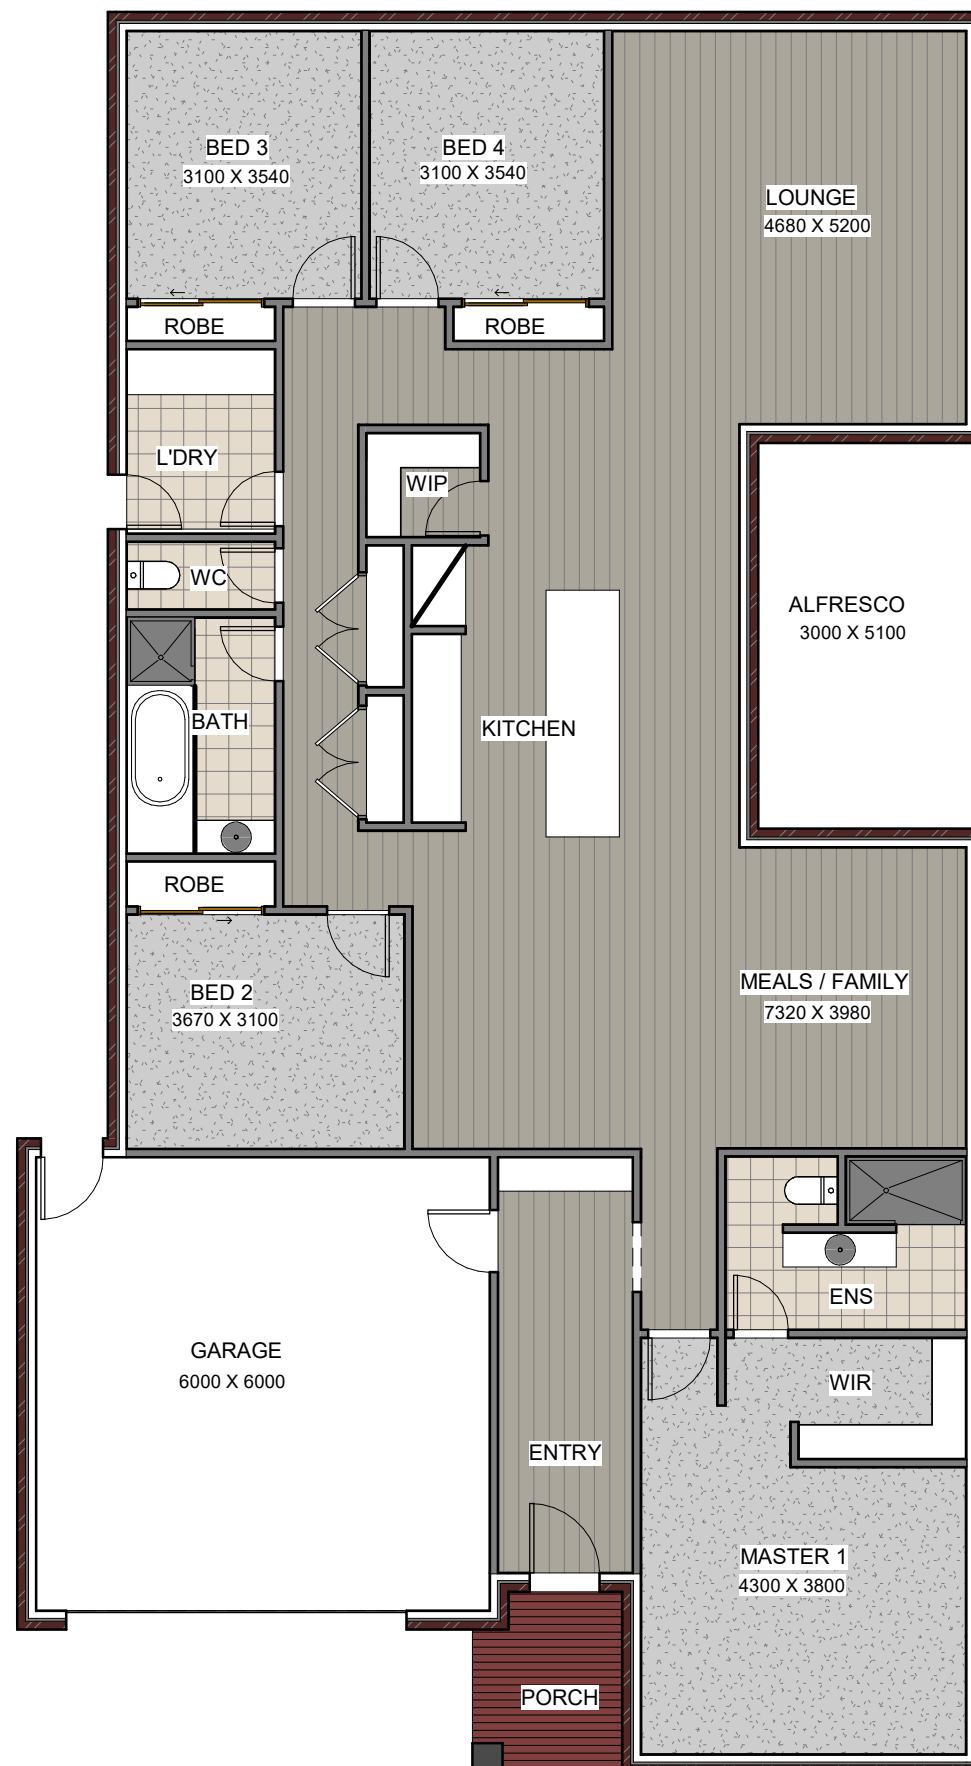 BED 3
3100 X 3540
BED 4
3100 X 3540
LOUNGE
4680 X 5200
ROBE
ROBE
L'DRY
WIP
WC
ALFRESCO
3000 X 5100
BATH
KITCHEN
ROBE
BED 2
3670 X 3100
MEALS / FAMILY
7320 X 3980
ENS
GARAGE
6000 X 6000
WIR
ENTRY
MASTER 1
4300 X 3800
PORCH